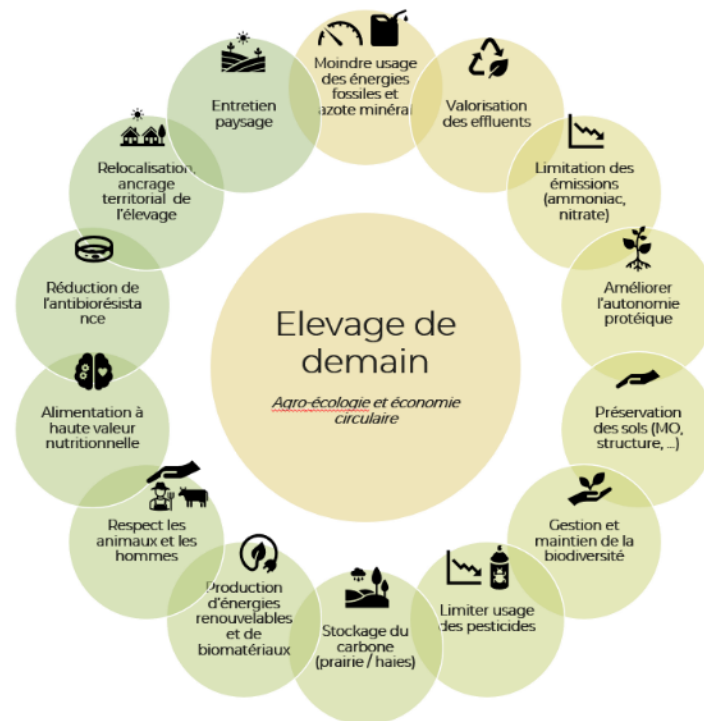 Elevage de
demain
Agro-écologie et économie
circulaire
Moindre usage
des énergies
fossiles et
azote minéral
Valorisation
des effluents
Limitation des
émissions
(ammoniac,
nitrate)
Améliorer
l'autonomie
protéique
Préservation
des sols (MO,
structure, ...)
Gestion et
maintien de la
biodiversité
Limiter usage
des pesticides
Stockage du
carbone
(prairie / haies)
Production
d'énergies
renouvelables
et de
biomatériaux
Respect les
animaux et les
hommes
Alimentation à
haute valeur
nutritionnelle
Réduction de
l'antibiorésista
nce
Relocalisation,
ancrage
territorial de
l'élevage
Entretien
paysage